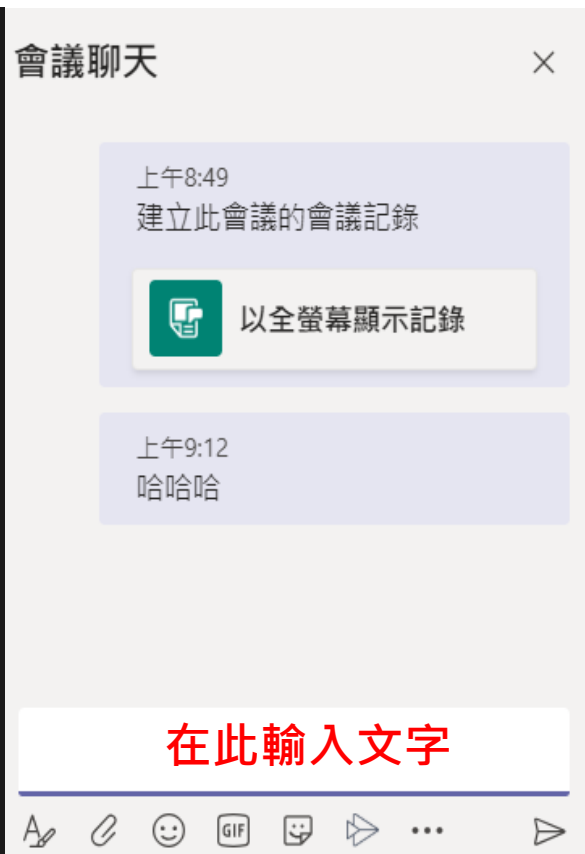 會議聊天
上午8:49
建立此會議的會議記錄
以全螢幕顯示記錄
上午9:12
哈哈哈
在此輸入文字
GIF